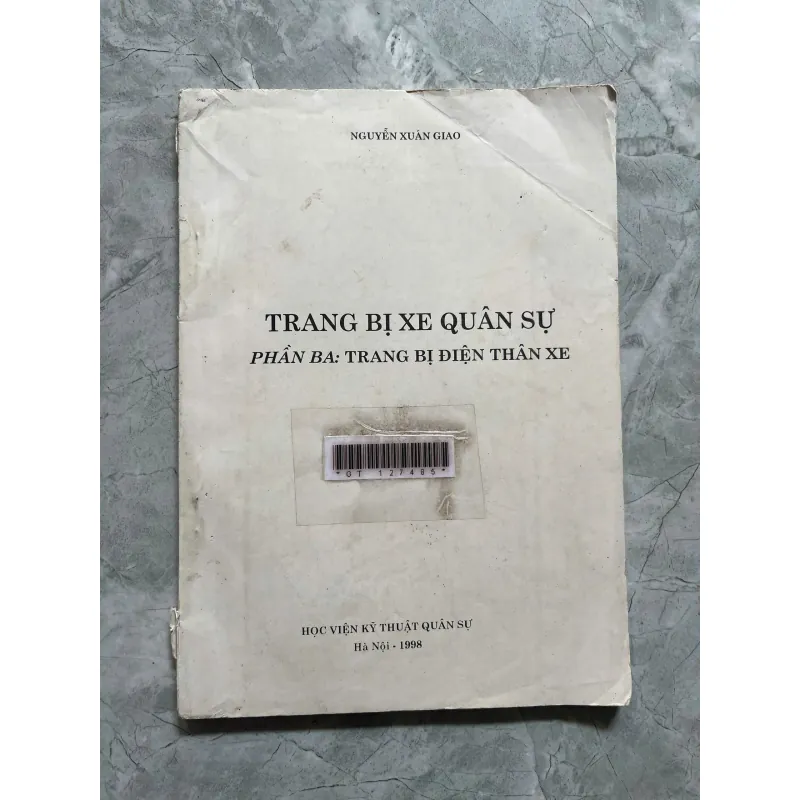 NGUYỄN XUÂN GIAO
TRANG BỊ XE QUÂN SỰ
PHẦN BA: TRANG BỊ ĐIỆN THÂN XE
*GT 127485*
HỌC VIỆN KỸ THUẬT QUÂN SỰ
Hà Nội - 1998